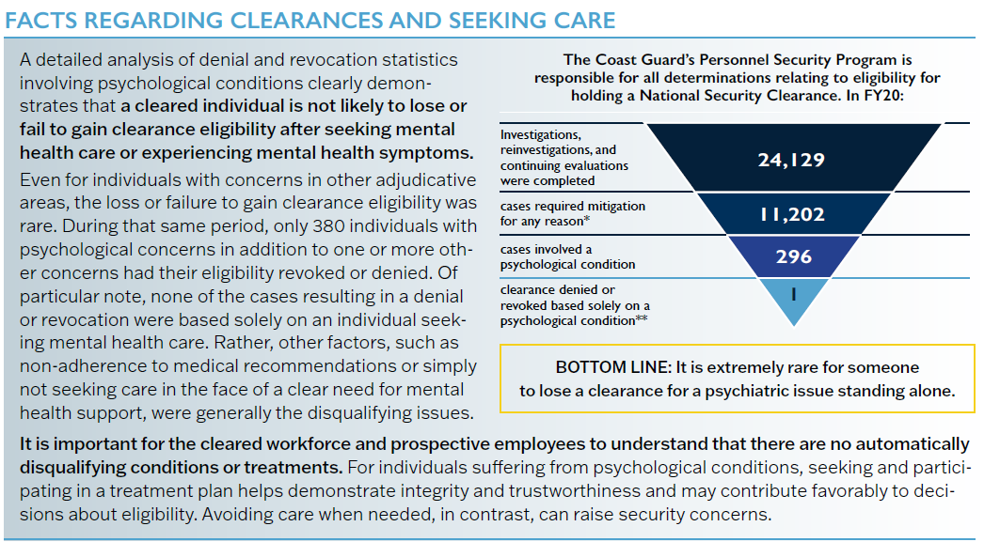 FACTS REGARDING CLEARANCES AND SEEKING CARE
A detailed analysis of denial and revocation statistics
involving psychological conditions clearly demon-
strates that a cleared individual is not likely to lose or
fail to gain clearance eligibility after seeking mental
health care or experiencing mental health symptoms.
Even for individuals with concerns in other adjudicative
areas, the loss or failure to gain clearance eligibility was
rare. During that same period, only 380 individuals with
psychological concerns in addition to one or more oth-
er concerns had their eligibility revoked or denied. Of
particular note, none of the cases resulting in a denial
or revocation were based solely on an individual seek-
ing mental health care. Rather, other factors, such as
non-adherence to medical recommendations or simply
not seeking care in the face of a clear need for mental
health support, were generally the disqualifying issues.
The Coast Guard's Personnel Security Program is
responsible for all determinations relating to eligibility for
holding a National Security Clearance. In FY20:
Investigations,
reinvestigations, and
continuing evaluations
were completed
24,129
cases required mitigation
for any reason*
11,202
cases involved a
psychological condition
296
clearance denied or
revoked based solely on a
psychological condition**
1
BOTTOM LINE: It is extremely rare for someone
to lose a clearance for a psychiatric issue standing alone.
It is important for the cleared workforce and prospective employees to understand that there are no automatically
disqualifying conditions or treatments. For individuals suffering from psychological conditions, seeking and partici-
pating in a treatment plan helps demonstrate integrity and trustworthiness and may contribute favorably to deci-
sions about eligibility. Avoiding care when needed, in contrast, can raise security concerns.